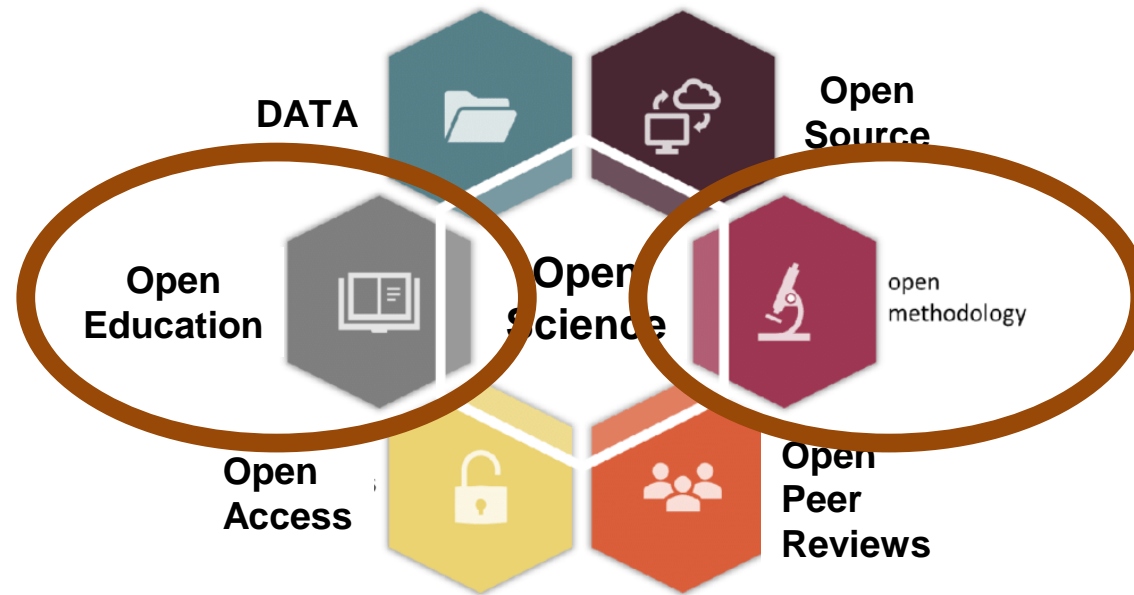 DATA
Open
Source
Open
Education
Open
Science
open
methodology
Open
Access
Open
Peer
Reviews